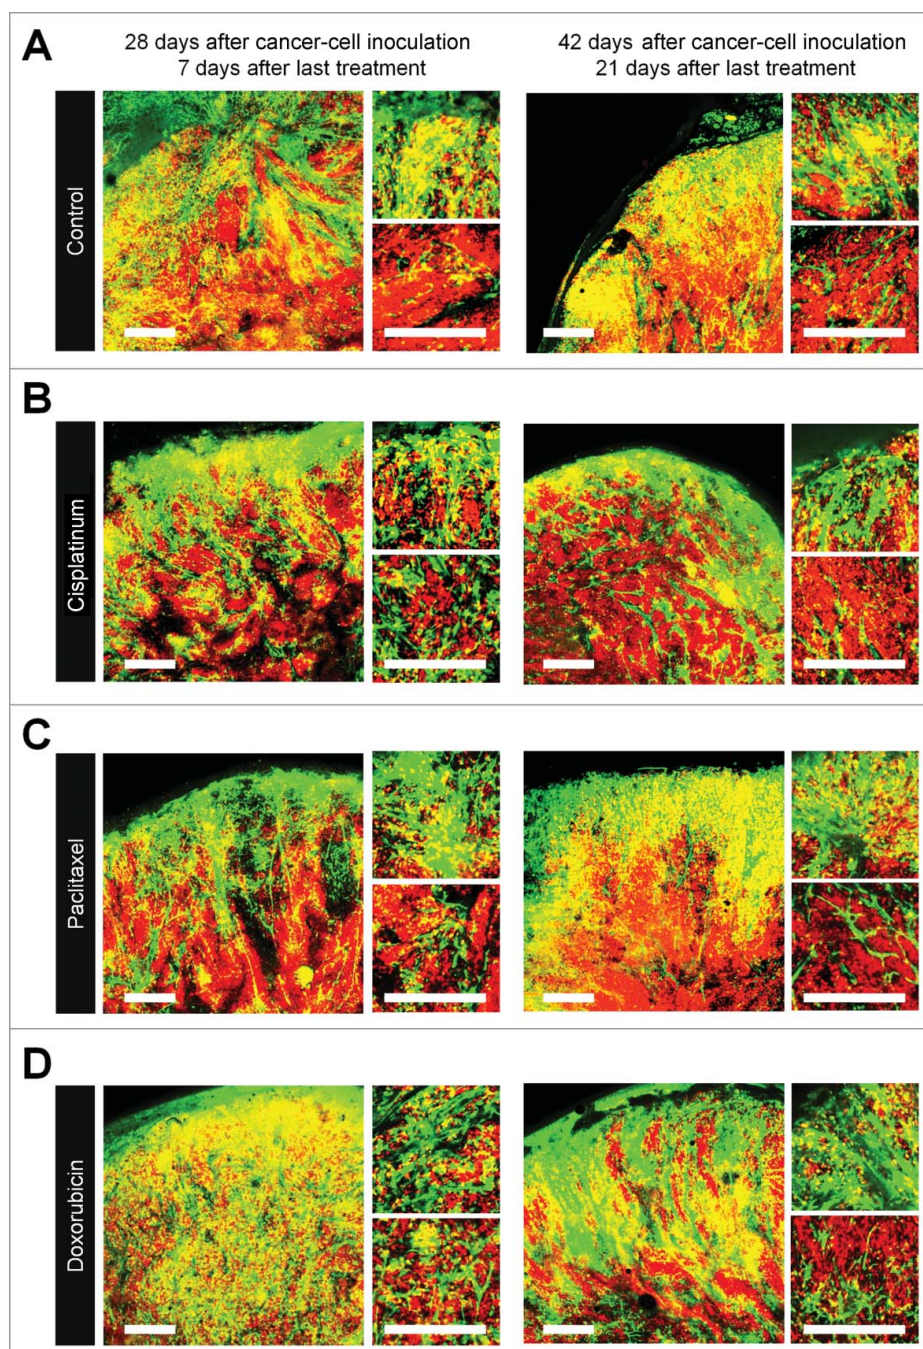 A
28 days after cancer-cell inoculation
7 days after last treatment
42 days after cancer-cell inoculation
21 days after last treatment
Control
B
Cisplatinum
C
Paclitaxel
D
Doxorubicin